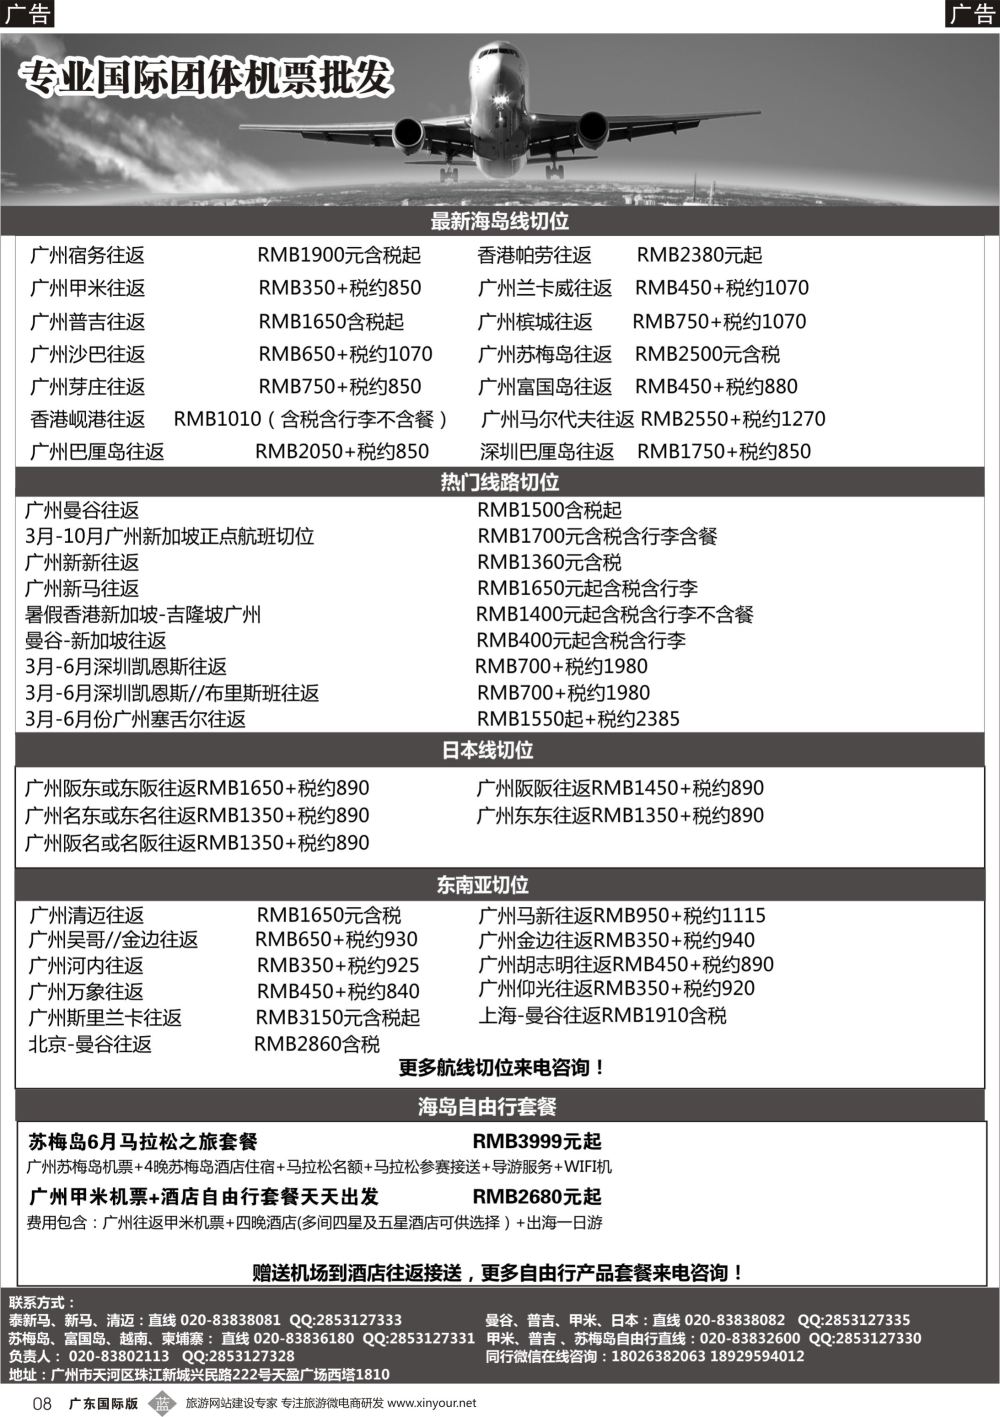 广告
广告
专业国际团体机票批发
最新海岛线切位
广州宿务往返 RMB1900元含税起 香港帕劳往返 RMB2380元起
广州甲米往返 RMB350+税约850 广州兰卡威往返 RMB450+税约1070
广州普吉往返 RMB1650含税起 广州槟城往返 RMB750+税约1070
广州沙巴往返 RMB650+税约1070 广州苏梅岛往返 RMB2500元含税
广州芽庄往返 RMB750+税约850 广州富国岛往返 RMB450+税约880
香港岘港往返 RMB1010（含税含行李不含餐） 广州马尔代夫往返 RMB2550+税约1270
广州巴厘岛往返 RMB2050+税约850 深圳巴厘岛往返 RMB1750+税约850
热门线路切位
广州曼谷往返 RMB1500含税起
3月-10月广州新加坡正点航班切位 RMB1700元含税含行李含餐
广州新新往返 RMB1360元含税
广州新马往返 RMB1650元起含税含行李
暑假香港新加坡-吉隆坡广州 RMB1400元起含税含行李不含餐
曼谷-新加坡往返 RMB400元起含税含行李
3月-6月深圳凯恩斯往返 RMB700+税约1980
3月-6月深圳凯恩斯//布里斯班往返 RMB700+税约1980
3月-6月份广州塞舌尔往返 RMB1550起+税约2385
日本线切位
广州阪东或东阪往返RMB1650+税约890 广州阪阪往返RMB1450+税约890
广州名东或东名往返RMB1350+税约890 广州东东往返RMB1350+税约890
广州阪名或名阪往返RMB1350+税约890
东南亚切位
广州清迈往返 RMB1650元含税 广州马新往返RMB950+税约1115
广州吴哥//金边往返 RMB650+税约930 广州金边往返RMB350+税约940
广州河内往返 RMB350+税约925 广州胡志明往返RMB450+税约890
广州万象往返 RMB450+税约840 广州仰光往返RMB350+税约920
广州斯里兰卡往返 RMB3150元含税起 上海-曼谷往返RMB1910含税
北京-曼谷往返 RMB2860含税
更多航线切位来电咨询！
海岛自由行套餐
苏梅岛6月马拉松之旅套餐 RMB3999元起
广州苏梅岛机票+4晚苏梅岛酒店住宿+马拉松名额+马拉松参赛接送+导游服务+WIFI机
广州甲米机票+酒店自由行套餐天天出发 RMB2680元起
费用包含：广州往返甲米机票+四晚酒店(多间四星及五星酒店可供选择）+出海一日游
赠送机场到酒店往返接送，更多自由行产品套餐来电咨询！
联系方式：
泰新马、新马、清迈：直线 020-83838081 QQ:2853127333 曼谷、普吉、甲米、日本：直线 020-83838082 QQ:2853127335
苏梅岛、富国岛、越南、柬埔寨： 直线 020-83836180 QQ:2853127331 甲米、普吉 、苏梅岛自由行直线：020-83832600 QQ:2853127330
负责人： 020-83802113 QQ:2853127328 同行微信在线咨询：18026382063 18929594012
地址：广州市天河区珠江新城兴民路222号天盈广场西塔1810
08 广东国际版 蓝 旅游网站建设专家 专注旅游微电商研发 www.xinyour.net